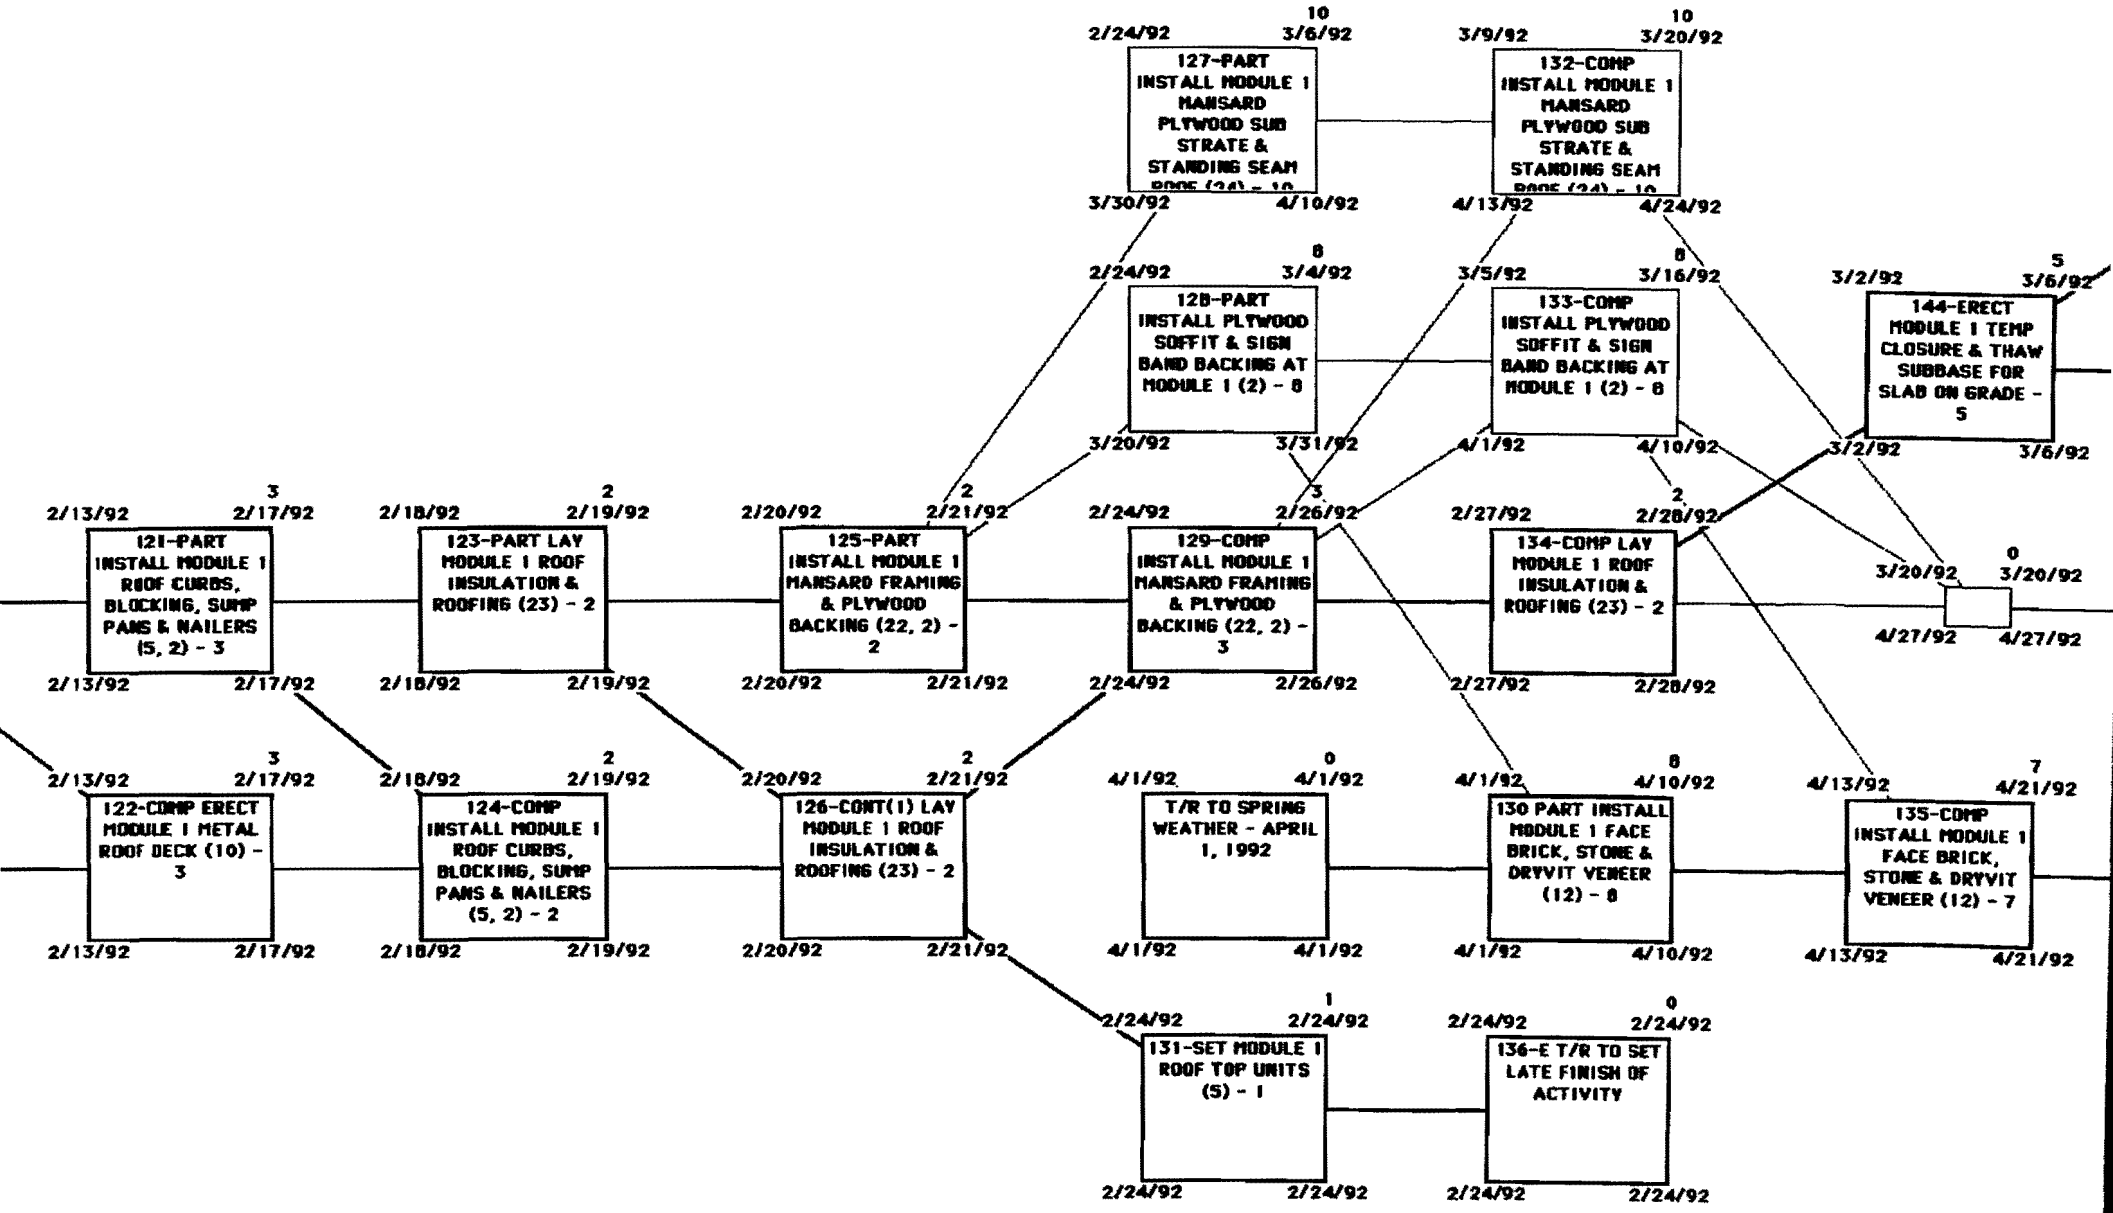 10
2/24/92 3/6/92
127-PART
INSTALL MODULE 1
MANSARD
PLYWOOD SUB
STRATE &
STANDING SEAM
ROOF (24) - 10
3/30/92 4/10/92
10
3/9/92 3/20/92
132-COMP
INSTALL MODULE 1
MANSARD
PLYWOOD SUB
STRATE &
STANDING SEAM
ROOF (24) - 10
4/13/92 4/24/92
8
2/24/92 3/4/92
128-PART
INSTALL PLYWOOD
SOFFIT & SIGN
BAND BACKING AT
MODULE 1 (2) - 8
3/20/92 3/31/92
8
3/5/92 3/16/92
133-COMP
INSTALL PLYWOOD
SOFFIT & SIGN
BAND BACKING AT
MODULE 1 (2) - 8
4/1/92 4/10/92
5
3/2/92 3/6/92
144-ERECT
MODULE 1 TEMP
CLOSURE & THAW
SUBBASE FOR
SLAB ON GRADE -
5
3/2/92 3/6/92
3
2/13/92 2/17/92
121-PART
INSTALL MODULE 1
ROOF CURBS,
BLOCKING, SUMP
PANS & NAILERS
(5, 2) - 3
2/13/92 2/17/92
2
2/18/92 2/19/92
123-PART LAY
MODULE 1 ROOF
INSULATION &
ROOFING (23) - 2
2/18/92 2/19/92
2
2/20/92 2/21/92
125-PART
INSTALL MODULE 1
MANSARD FRAMING
& PLYWOOD
BACKING (22, 2) -
2
2/20/92 2/21/92
3
2/24/92 2/26/92
129-COMP
INSTALL MODULE 1
MANSARD FRAMING
& PLYWOOD
BACKING (22, 2) -
3
2/24/92 2/26/92
2
2/27/92 2/28/92
134-COMP LAY
MODULE 1 ROOF
INSULATION &
ROOFING (23) - 2
2/27/92 2/28/92
0
3/20/92 3/20/92
4/27/92 4/27/92
3
2/13/92 2/17/92
122-COMP ERECT
MODULE 1 METAL
ROOF DECK (10) -
3
2/13/92 2/17/92
2
2/18/92 2/19/92
124-COMP
INSTALL MODULE 1
ROOF CURBS,
BLOCKING, SUMP
PANS & NAILERS
(5, 2) - 2
2/18/92 2/19/92
2
2/20/92 2/21/92
126-CONT(1) LAY
MODULE 1 ROOF
INSULATION &
ROOFING (23) - 2
2/20/92 2/21/92
0
4/1/92 4/1/92
T/R TO SPRING
WEATHER - APRIL
1, 1992
4/1/92 4/1/92
8
4/1/92 4/10/92
130 PART INSTALL
MODULE 1 FACE
BRICK, STONE &
DRYVIT VENEER
(12) - 8
4/1/92 4/10/92
7
4/13/92 4/21/92
135-COMP
INSTALL MODULE 1
FACE BRICK,
STONE & DRYVIT
VENEER (12) - 7
4/13/92 4/21/92
1
2/24/92 2/24/92
131-SET MODULE 1
ROOF TOP UNITS
(5) - 1
2/24/92 2/24/92
0
2/24/92 2/24/92
136-E T/R TO SET
LATE FINISH OF
ACTIVITY
2/24/92 2/24/92